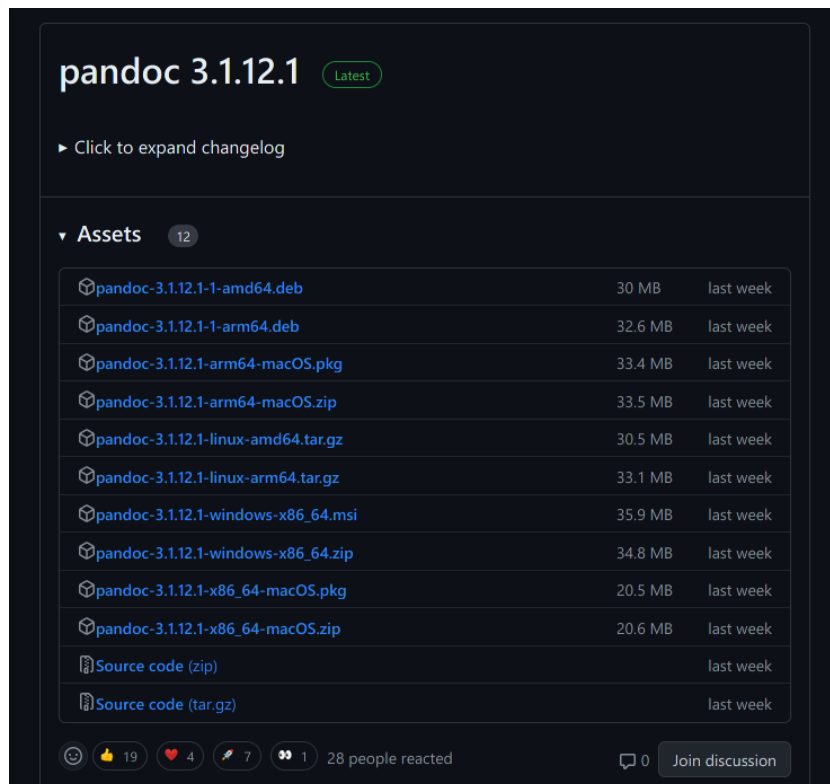 pandoc 3.1.12.1 Latest
Click to expand changelog
Assets 12
pandoc-3.1.12.1-1-amd64.deb 30 MB last week
pandoc-3.1.12.1-1-arm64.deb 32.6 MB last week
pandoc-3.1.12.1-arm64-macOS.pkg 33.4 MB last week
pandoc-3.1.12.1-arm64-macOS.zip 33.5 MB last week
pandoc-3.1.12.1-linux-amd64.tar.gz 30.5 MB last week
pandoc-3.1.12.1-linux-arm64.tar.gz 33.1 MB last week
pandoc-3.1.12.1-windows-x86_64.msi 35.9 MB last week
pandoc-3.1.12.1-windows-x86_64.zip 34.8 MB last week
pandoc-3.1.12.1-x86_64-macOS.pkg 20.5 MB last week
pandoc-3.1.12.1-x86_64-macOS.zip 20.6 MB last week
Source code (zip) last week
Source code (tar.gz) last week
19 4 7 1 28 people reacted 0 Join discussion